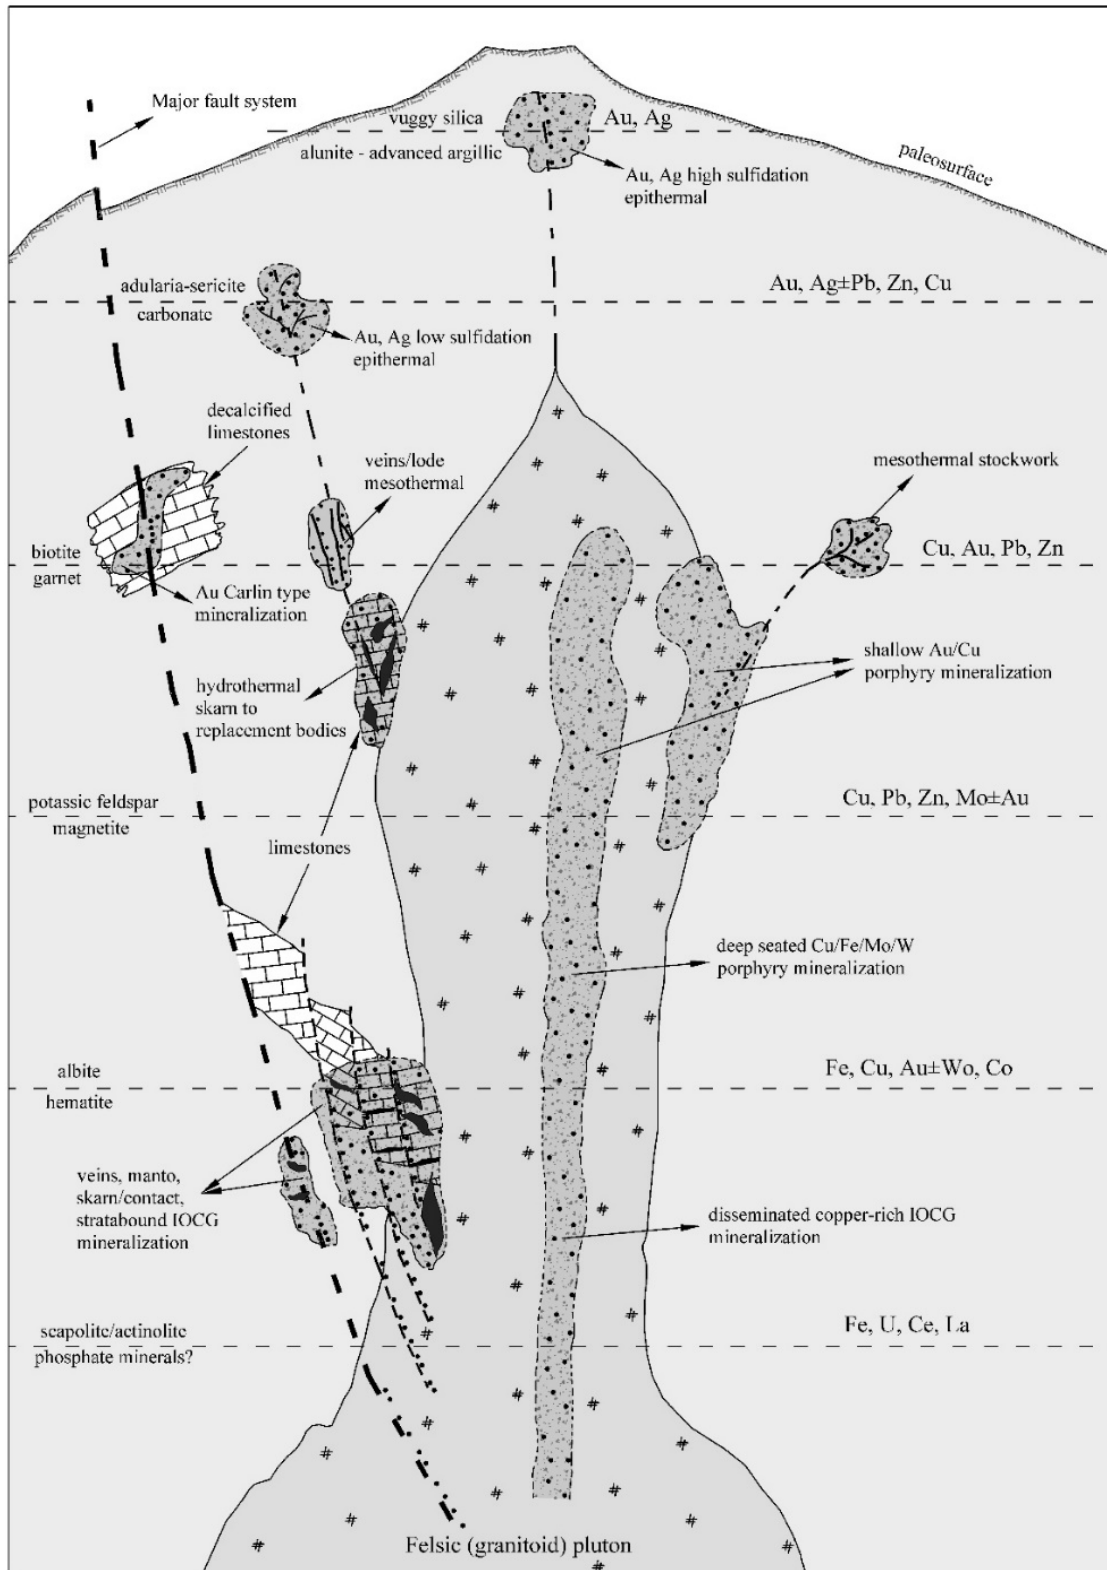 Major fault system
vuggy silica
Au, Ag
alunite - advanced argillic
Au, Ag high sulfidation
epithermal
paleosurface
adularia-sericite
carbonate
Au, Ag±Pb, Zn, Cu
Au, Ag low sulfidation
epithermal
decalcified
limestones
veins/lode
mesothermal
mesothermal stockwork
biotite
garnet
Cu, Au, Pb, Zn
Au Carlin type
mineralization
hydrothermal
skarn to
replacement bodies
shallow Au/Cu
porphyry mineralization
potassic feldspar
magnetite
Cu, Pb, Zn, Mo±Au
limestones
deep seated Cu/Fe/Mo/W
porphyry mineralization
albite
hematite
Fe, Cu, Au±Wo, Co
veins, manto,
skarn/contact,
stratabound IOCG
mineralization
disseminated copper-rich IOCG
mineralization
scapolite/actinolite
phosphate minerals?
Fe, U, Ce, La
Felsic (granitoid) pluton